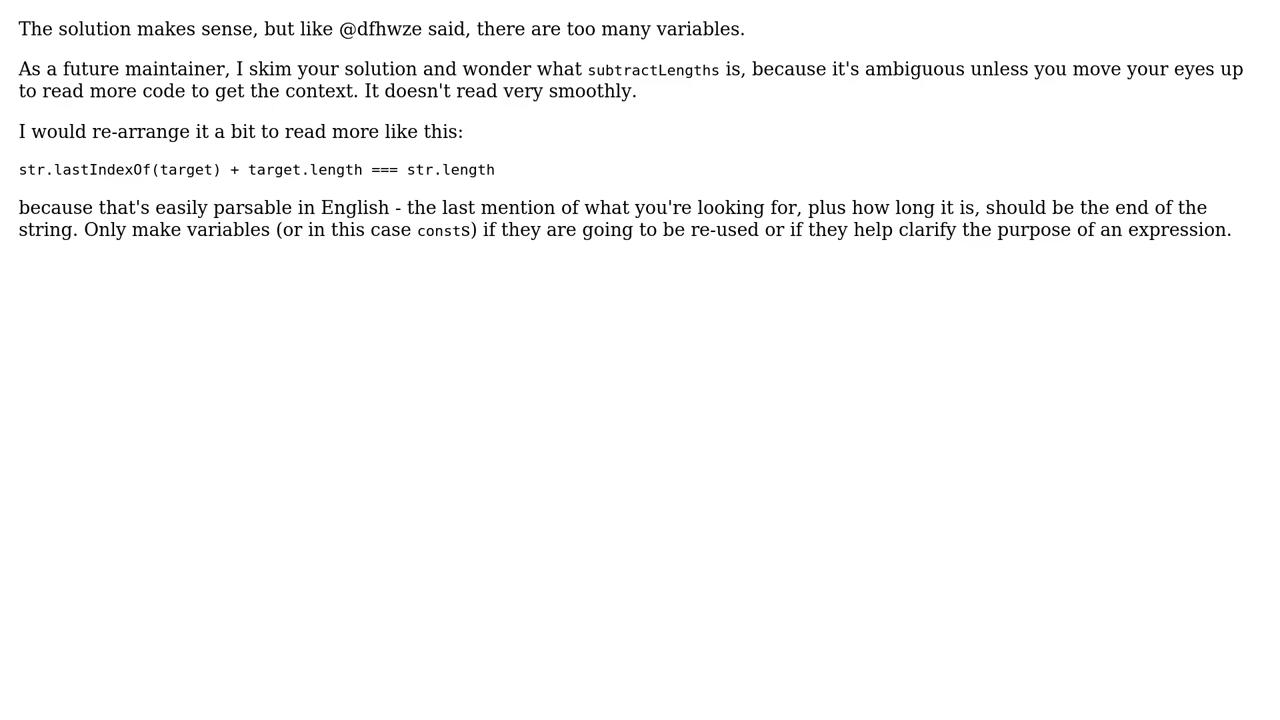 The solution makes sense, but like @dfhwze said, there are too many variables.
As a future maintainer, I skim your solution and wonder what subtractLengths is, because it's ambiguous unless you move your eyes up
to read more code to get the context. It doesn't read very smoothly.
I would re-arrange it a bit to read more like this:
str.lastIndexOf(target) + target.length === str.length
because that's easily parsable in English - the last mention of what you're looking for, plus how long it is, should be the end of the
string. Only make variables (or in this case consts) if they are going to be re-used or if they help clarify the purpose of an expression.